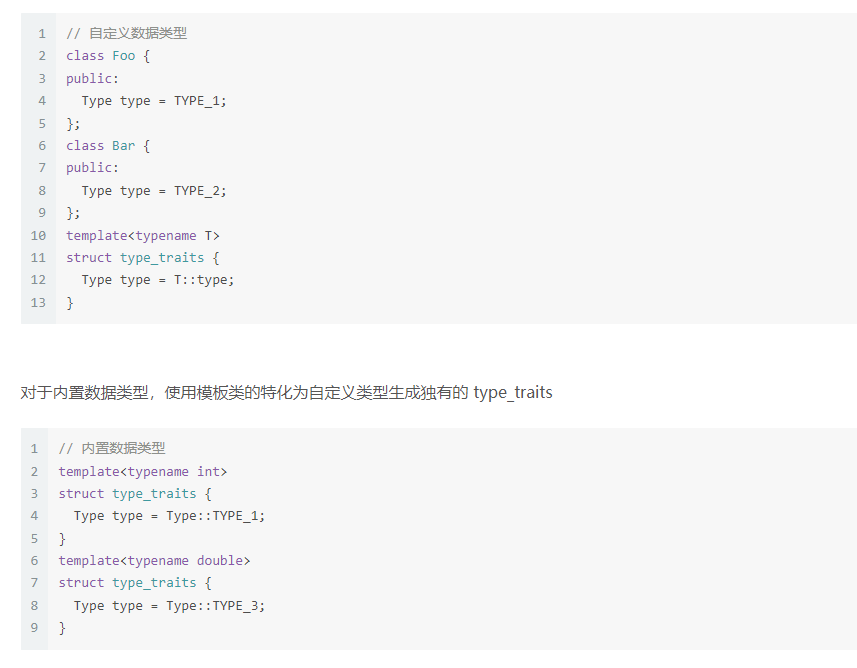 1 // 自定义数据类型
2 class Foo {
3 public:
4   Type type = TYPE_1;
5 };
6 class Bar {
7 public:
8   Type type = TYPE_2;
9 };
10 template<typename T>
11 struct type_traits {
12   Type type = T::type;
13 }
对于内置数据类型，使用模板类的特化为自定义类型生成独有的 type_traits
1 // 内置数据类型
2 template<typename int>
3 struct type_traits {
4   Type type = Type::TYPE_1;
5 }
6 template<typename double>
7 struct type_traits {
8   Type type = Type::TYPE_3;
9 }